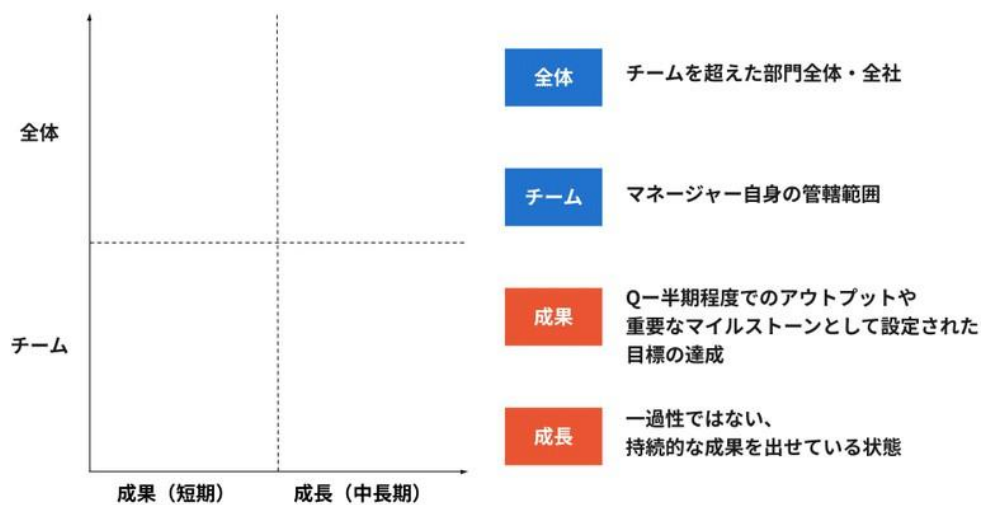 全体
チーム
成果（短期）
成長（中長期）
全体
チームを超えた部門全体・全社
チーム
マネージャー自身の管轄範囲
成果
Qー半期程度でのアウトプットや
重要なマイルストーンとして設定された
目標の達成
成長
一過性ではない、
持続的な成果を出せている状態